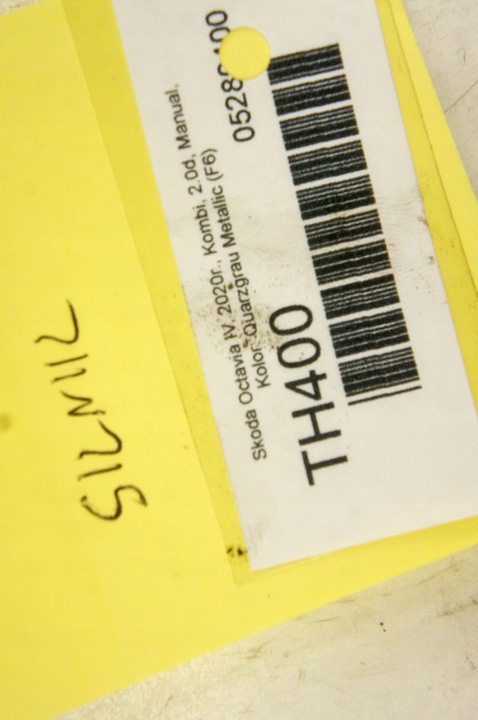 Skoda Octavia IV, 2020r., Kombi, 2.0d, Manual,
Kolor: Quarzgrau Metallic (F6)
TH400
SILNIK